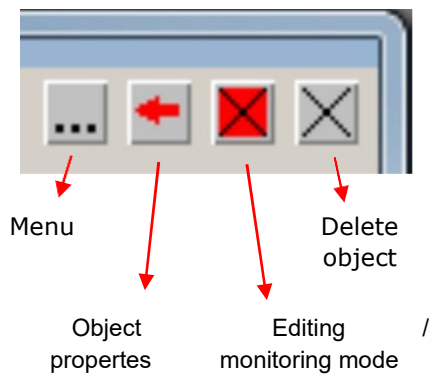 ...
Menu
Delete
object
Object
propertes
Editing /
monitoring mode